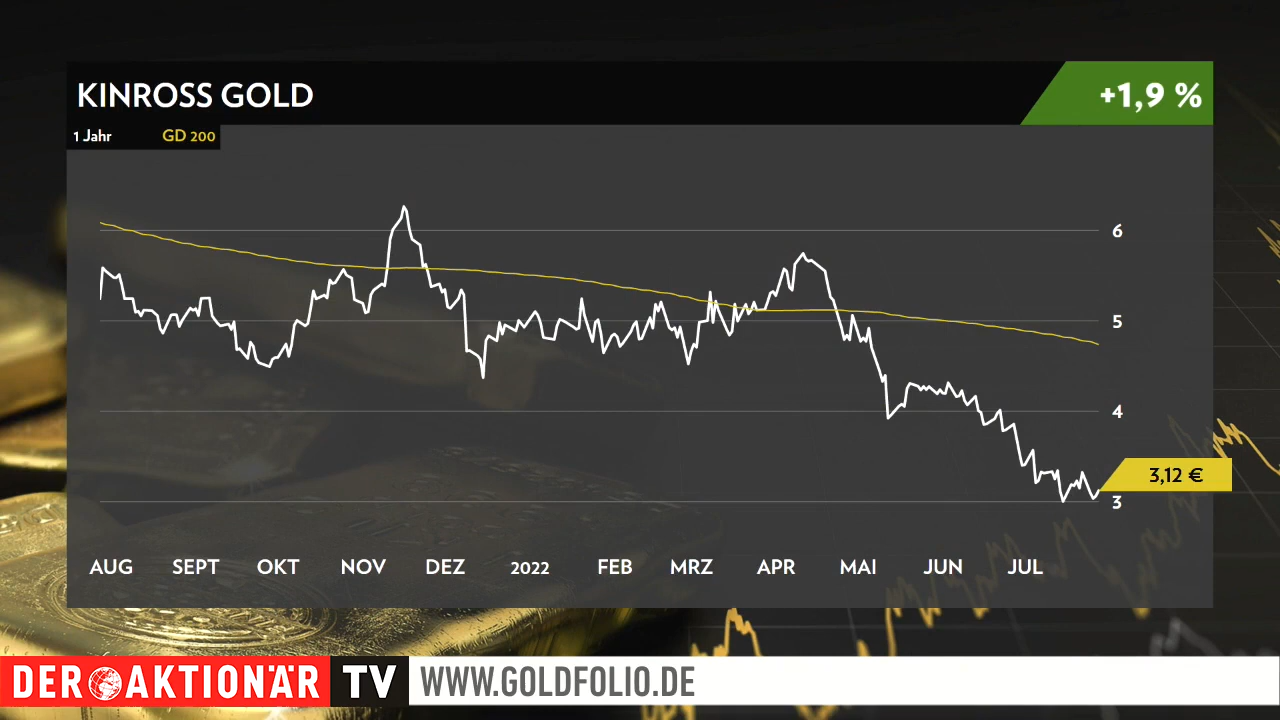 KINROSS GOLD
+1,9 %
1 Jahr GD 200
6
5
4
3,12 €
3
AUG SEPT OKT NOV DEZ 2022 FEB MRZ APR MAI JUN JUL
DER AKTIONÄR TV WWW.GOLDFOLIO.DE